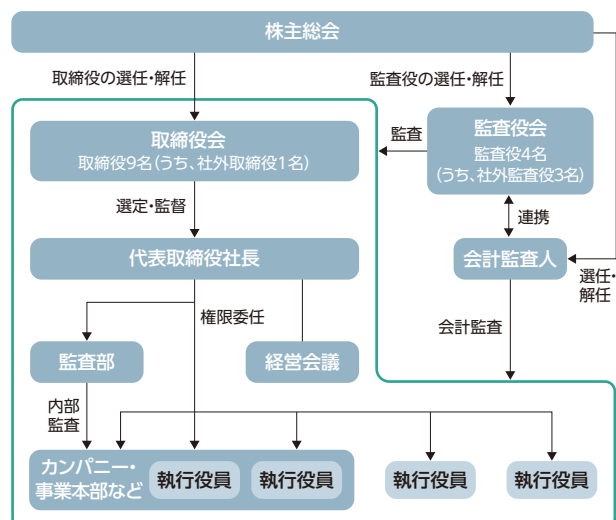 株主総会
取締役の選任・解任
監査役の選任・解任
取締役会
取締役9名(うち、社外取締役1名)
監査
監査役会
監査役4名
(うち、社外監査役3名)
選定・監督
連携
代表取締役社長
会計監査人
選任・
解任
権限委任
会計監査
監査部
経営会議
内部
監査
カンパニー・
事業本部など
執行役員
執行役員
執行役員
執行役員